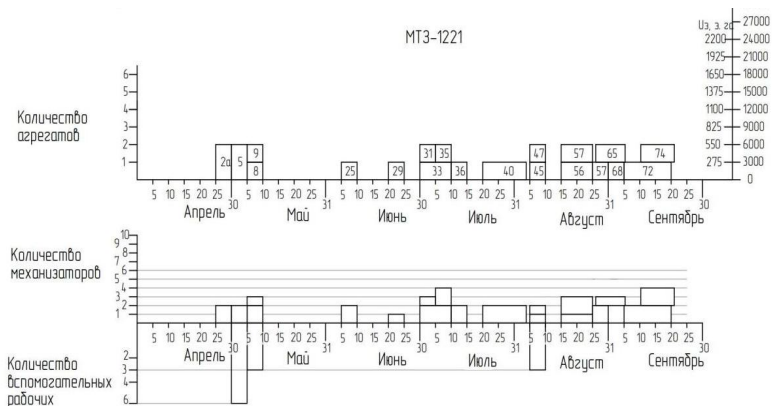 МТЗ-1221
Uэ, э. га
27000
2200 24000
1925 21000
1650 18000
1375 15000
1100 12000
825 9000
550 6000
275 3000
0
Количество
агрегатов
6
5
4
3
2
1
9 31 35 47 57 65 74
2а 5 8 25 29 33 36 40 45 56 57 68 72
5 10 15 20 25 30 5 10 15 20 25 31 5 10 15 20 25 30 5 10 15 20 25 31 5 10 15 20 25 31 5 10 15 20 25 30
Апрель Май Июнь Июль Август Сентябрь
Количество
механизаторов
10
9
8
7
6
5
4
3
2
1
5 10 15 20 25 30 5 10 15 20 25 31 5 10 15 20 25 30 5 10 15 20 25 31 5 10 15 20 25 31 5 10 15 20 25 30
Апрель Май Июнь Июль Август Сентябрь
Количество
вспомогательных
рабочих
2
3
4
6